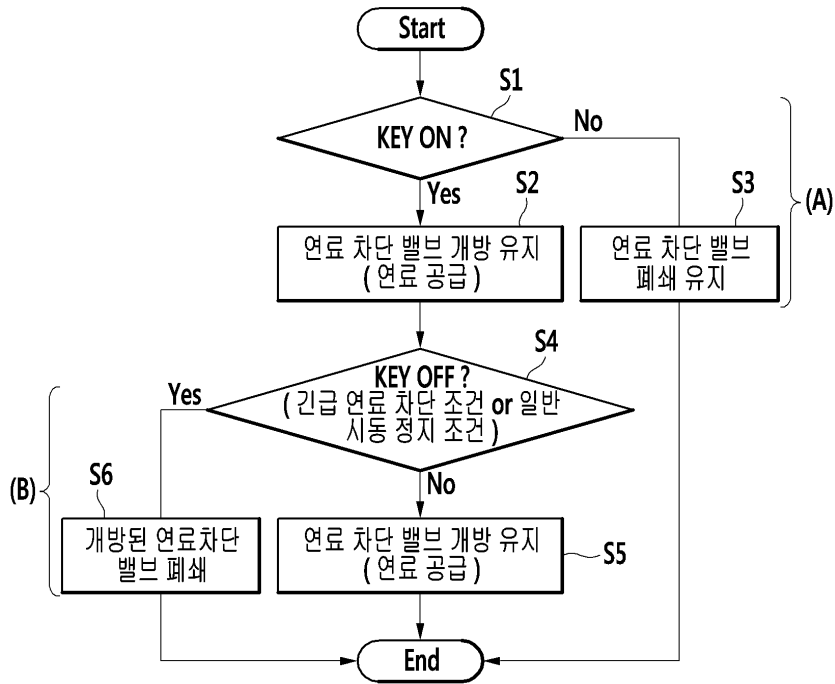 Start
S1
KEY ON ?
No
Yes
(A)
S2
연료 차단 밸브 개방 유지
( 연료 공급 )
S3
연료 차단 밸브
폐쇄 유지
S4
KEY OFF ?
( 긴급 연료 차단 조건 or 일반
시동 정지 조건 )
Yes
No
(B)
S6
개방된 연료차단
밸브 폐쇄
연료 차단 밸브 개방 유지
( 연료 공급 )
S5
End